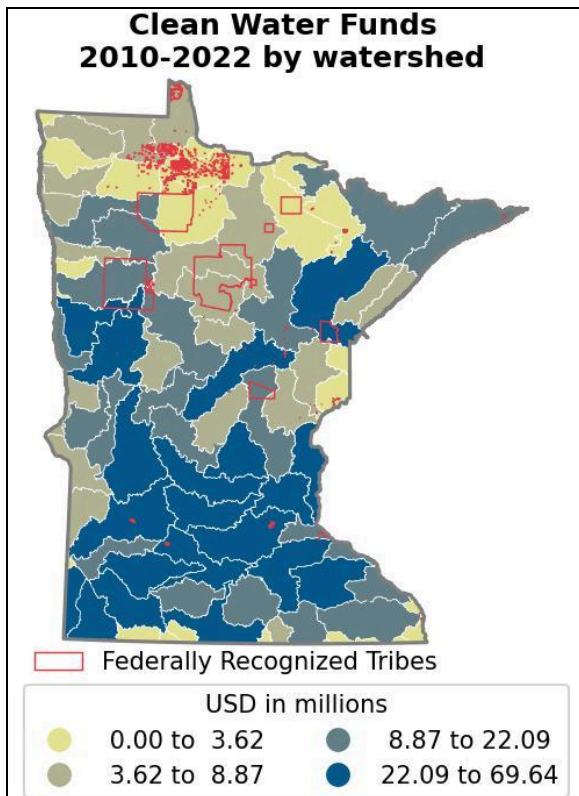 Clean Water Funds
2010-2022 by watershed
Federally Recognized Tribes
USD in millions
0.00 to 3.62
3.62 to 8.87
8.87 to 22.09
22.09 to 69.64